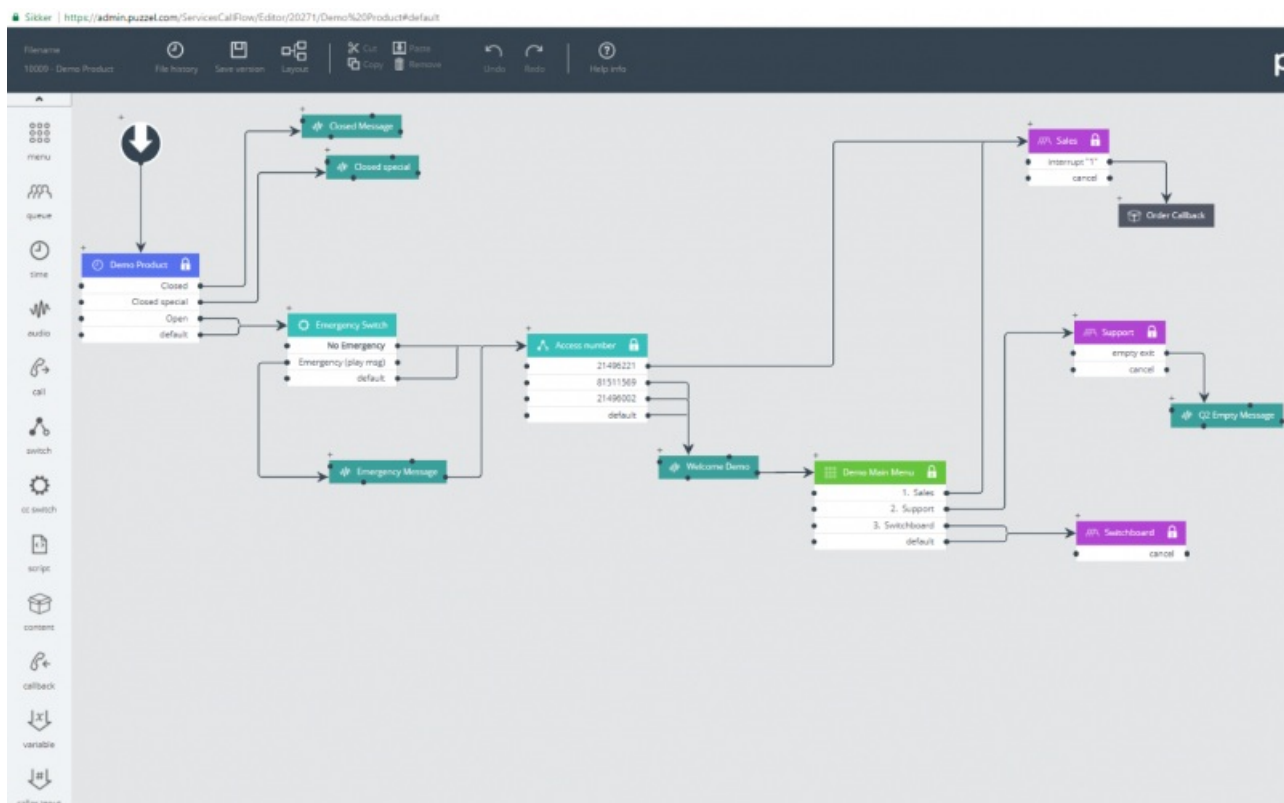 Sikker | https://admin.puzzel.com/ServicesCallFlow/Editor/20271/Demo%20Product#default
Filename
10009 - Demo Product
File history
Save version
Layout
Cut
Copy
Paste
Remove
Undo
Redo
Help info
p
menu
queue
time
audio
call
switch
cc switch
script
content
callback
variable
Closed Message
Closed special
Demo Product
Closed
Closed special
Open
default
Emergency Switch
No Emergency
Emergency (play msg)
default
Emergency Message
Access number
21496221
81511569
21496002
default
Welcome Demo
Demo Main Menu
1. Sales
2. Support
3. Switchboard
default
Sales
interrupt "1"
cancel
Order Callback
Support
empty exit
cancel
Q2 Empty Message
Switchboard
cancel